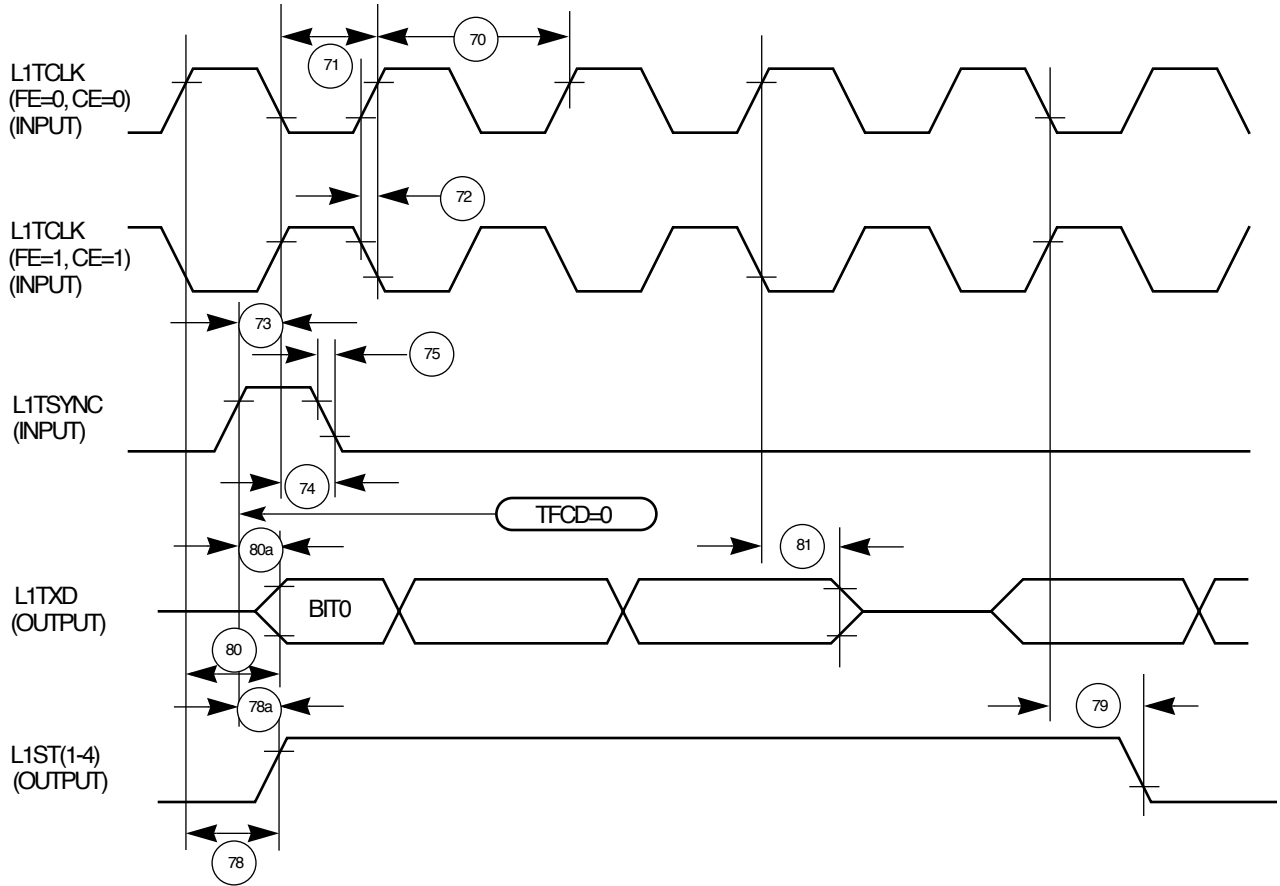 70
71
L1TCLK
(FE=0, CE=0)
(INPUT)
72
L1TCLK
(FE=1, CE=1)
(INPUT)
73
75
L1TSYNC
(INPUT)
74
TFCD=0
80a
81
L1TXD
(OUTPUT)
BIT0
80
78a
79
L1ST(1-4)
(OUTPUT)
78